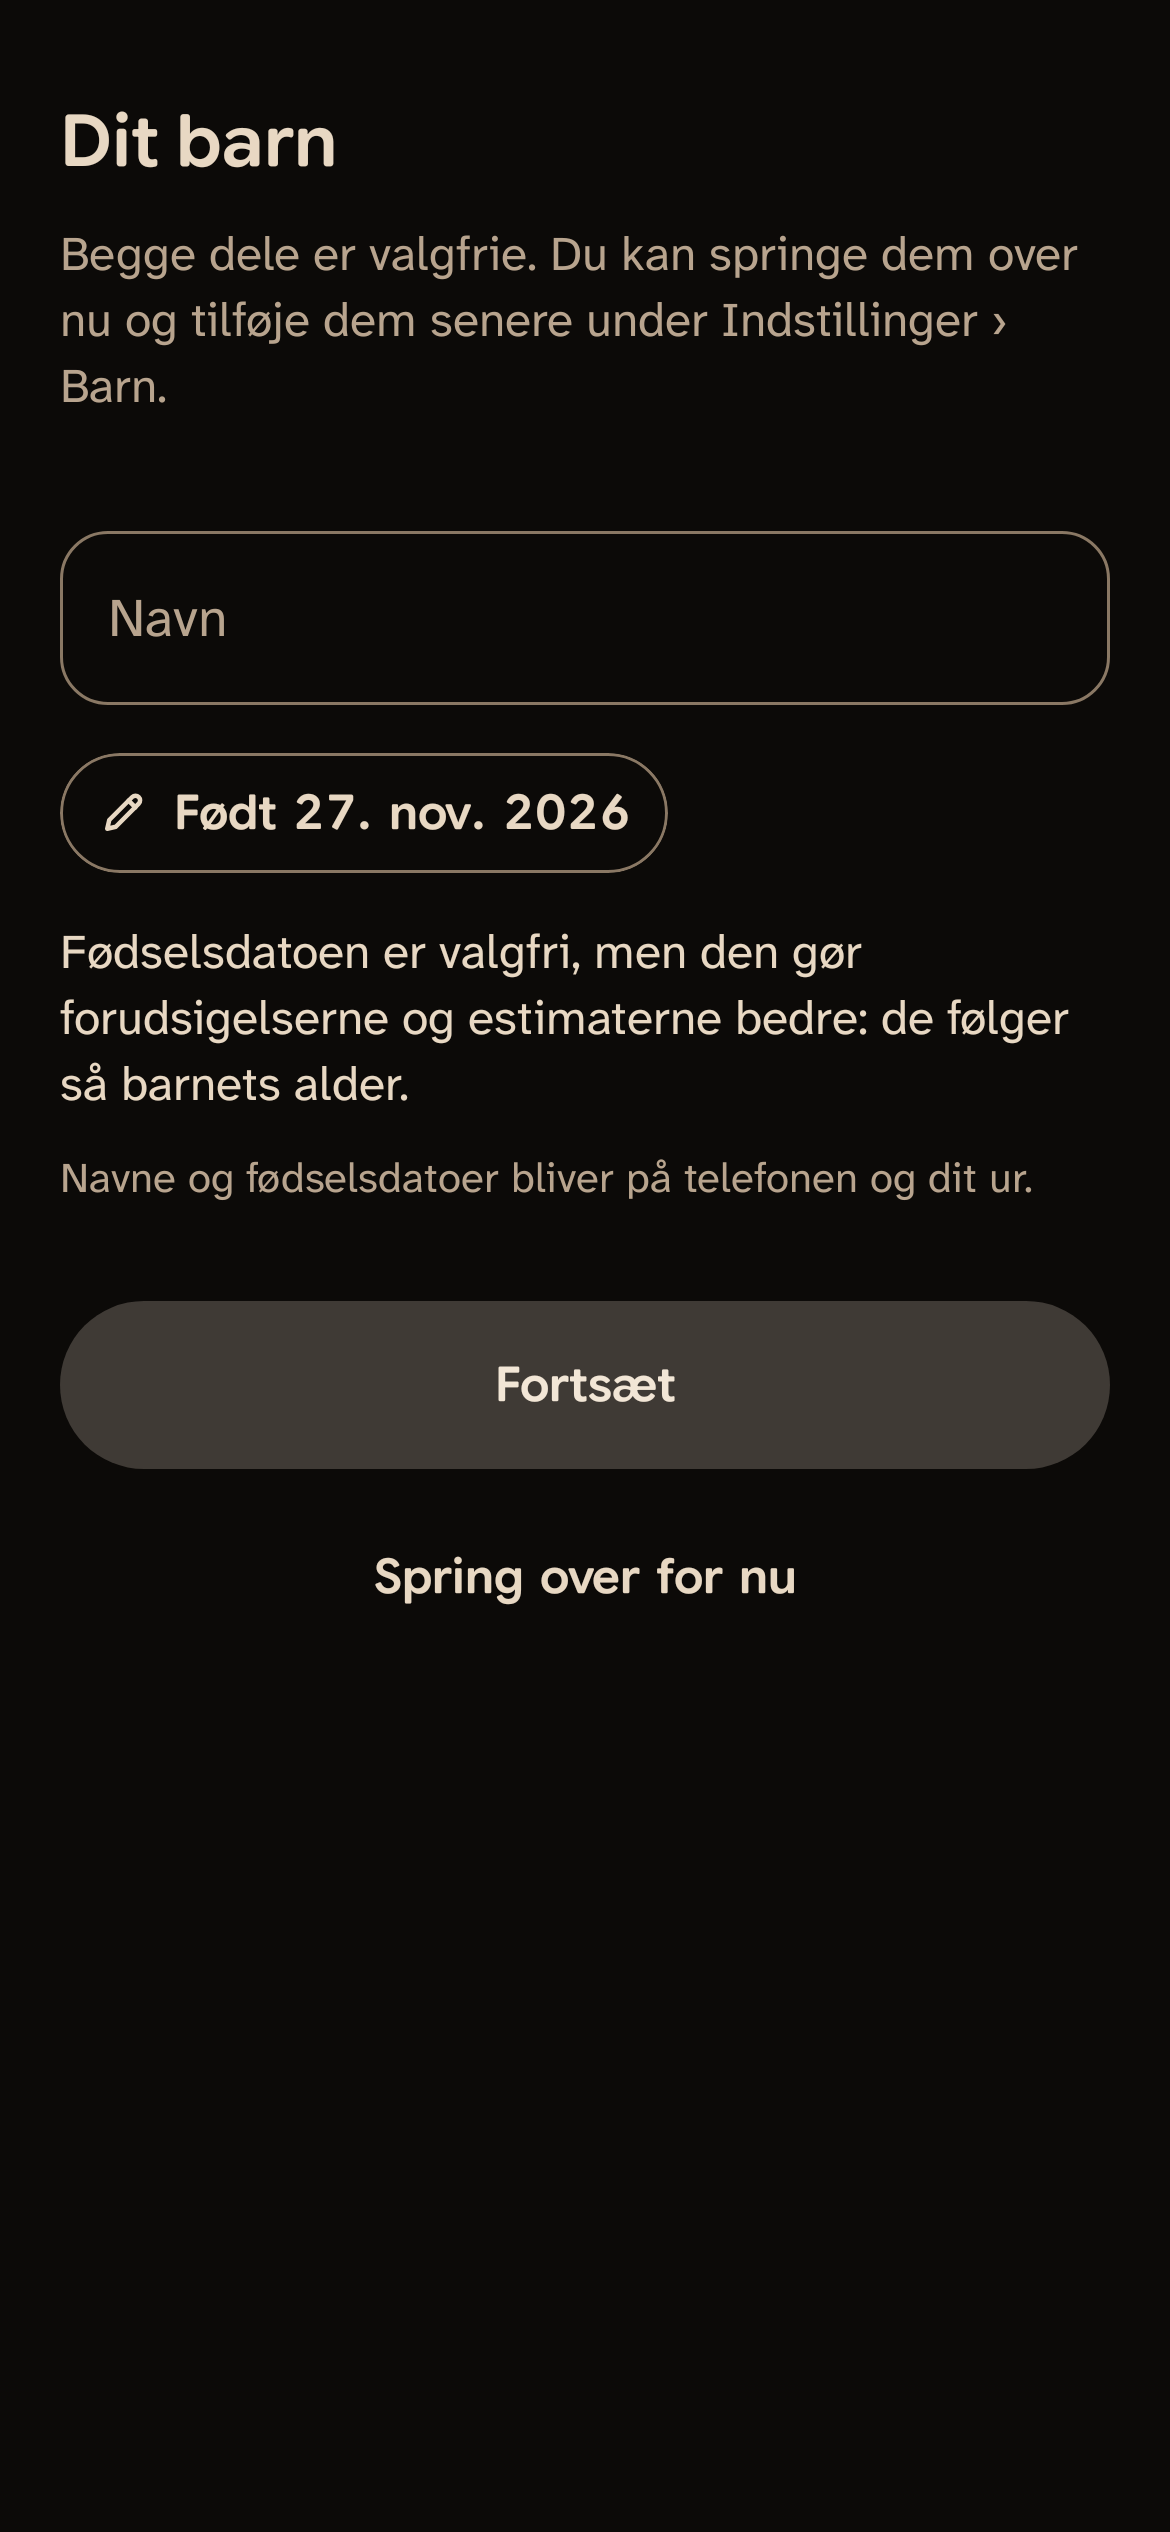 Dit barn
Begge dele er valgfrie. Du kan springe dem over
nu og tilføje dem senere under Indstillinger ›
Barn.
Navn
Født 27. nov. 2026
Fødselsdatoen er valgfri, men den gør
forudsigelserne og estimaterne bedre: de følger
så barnets alder.
Navne og fødselsdatoer bliver på telefonen og dit ur.
Fortsæt
Spring over for nu